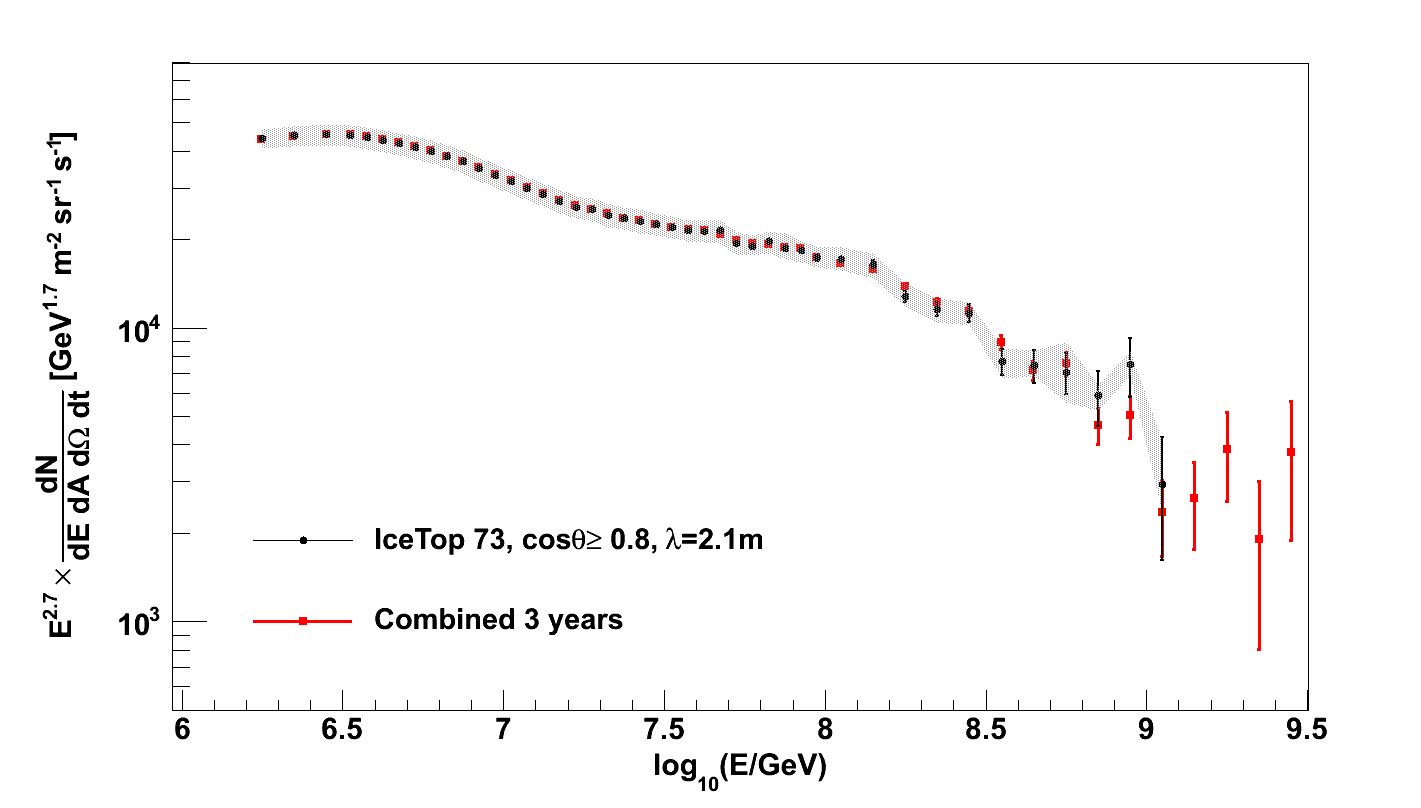 E^2.7 × dN / dE dA dΩ dt [GeV^1.7 m^-2 sr^-1 s^-1]
10^4
10^3
IceTop 73, cosθ≥ 0.8, λ=2.1m
Combined 3 years
6 6.5 7 7.5 8 8.5 9 9.5
log_10(E/GeV)